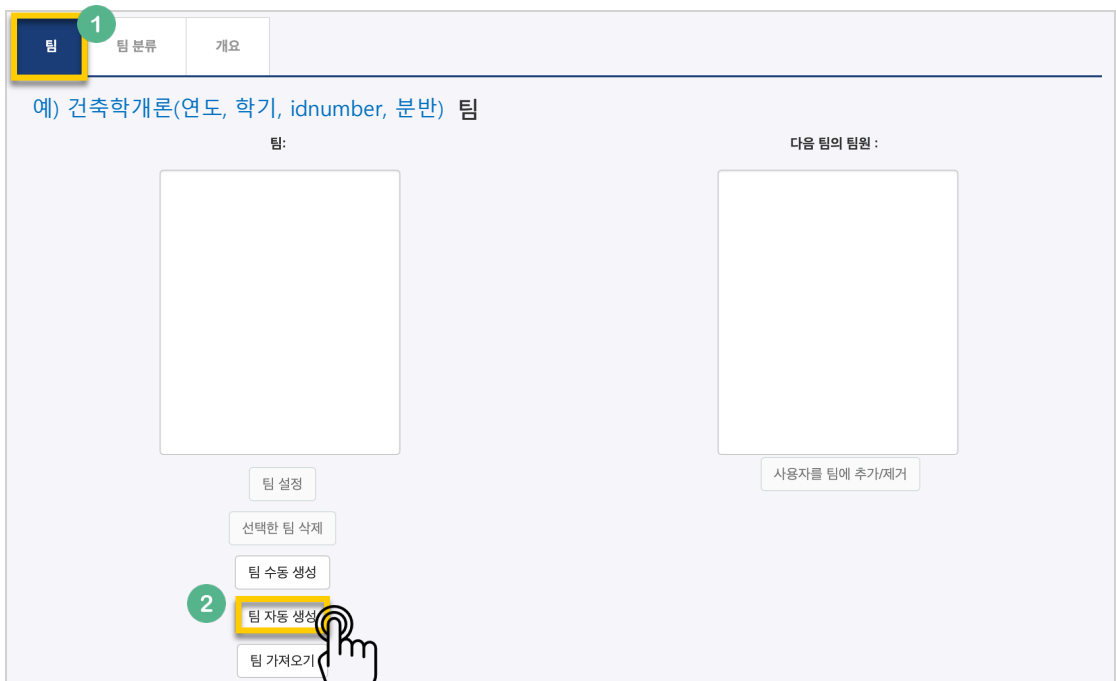 1
팀 팀 분류 개요
예) 건축학개론(연도, 학기, idnumber, 분반) 팀
팀: 다음 팀의 팀원 :
사용자를 팀에 추가/제거
팀 설정
선택한 팀 삭제
팀 수동 생성
2 팀 자동 생성
팀 가져오기